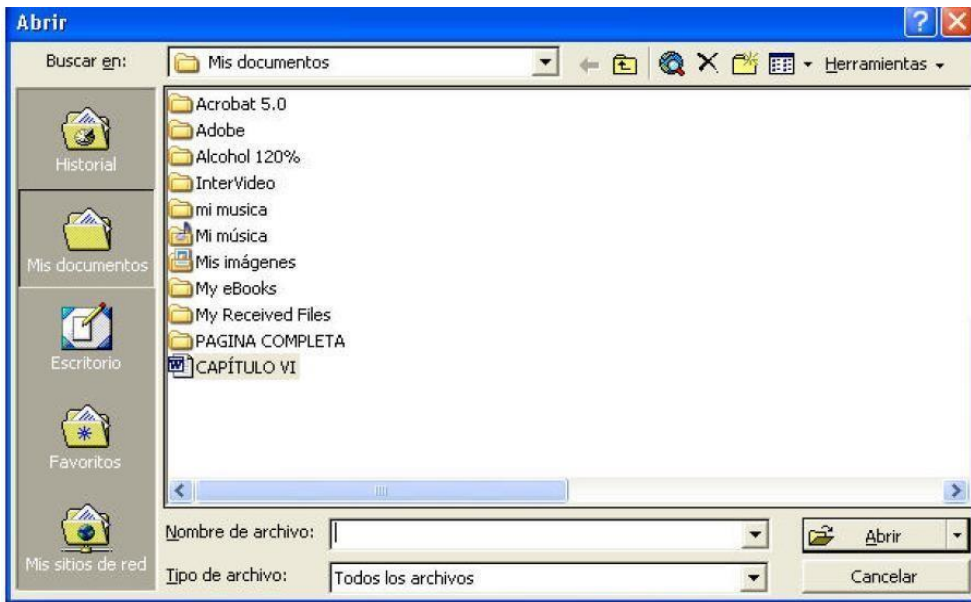 Abrir
Buscar en: Mis documentos Herramientas
Historial
Mis documentos
Escritorio
Favoritos
Mis sitios de red
Acrobat 5.0
Adobe
Alcohol 120%
InterVideo
mi musica
Mi música
Mis imágenes
My eBooks
My Received Files
PAGINA COMPLETA
CAPÍTULO VI
Nombre de archivo: Abrir
Tipo de archivo: Todos los archivos Cancelar